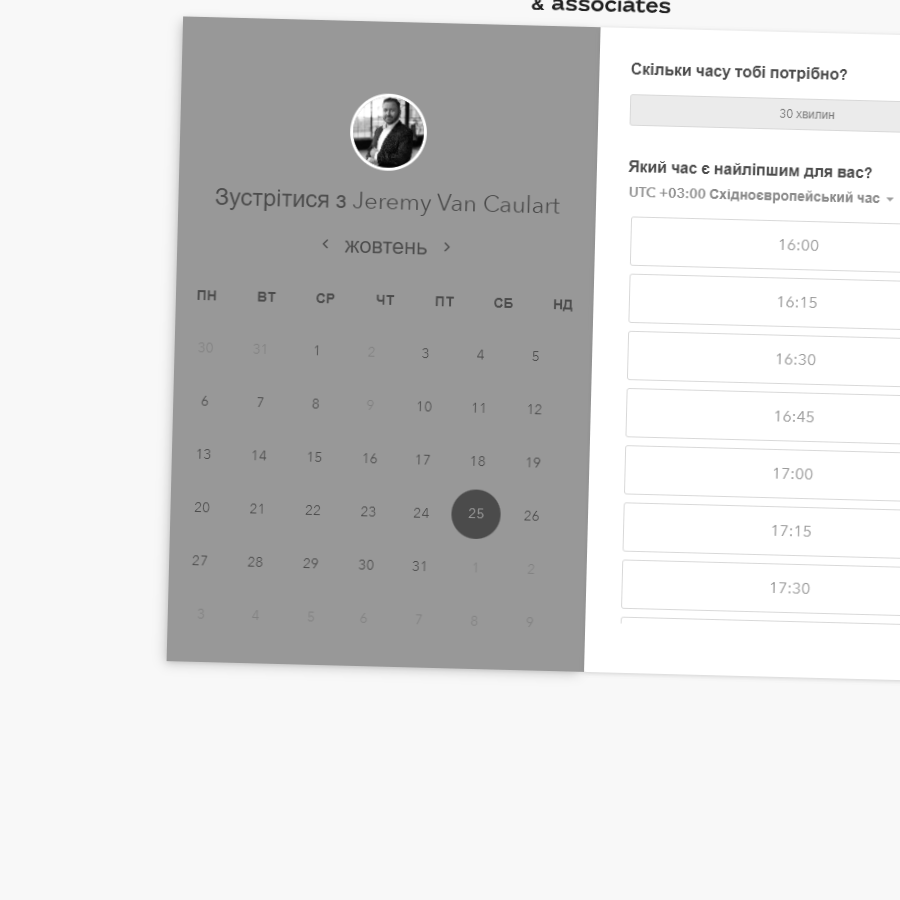 & associates
Зустрітися з Jeremy Van Caulart
‹ жовтень ›
ПН ВТ СР ЧТ ПТ СБ НД
30 31 1 2 3 4 5
6 7 8 9 10 11 12
13 14 15 16 17 18 19
20 21 22 23 24 25 26
27 28 29 30 31 1 2
3 4 5 6 7 8 9
Скільки часу тобі потрібно?
30 хвилин
Який час є найліпшим для вас?
UTC +03:00 Східноєвропейський час
16:00
16:15
16:30
16:45
17:00
17:15
17:30